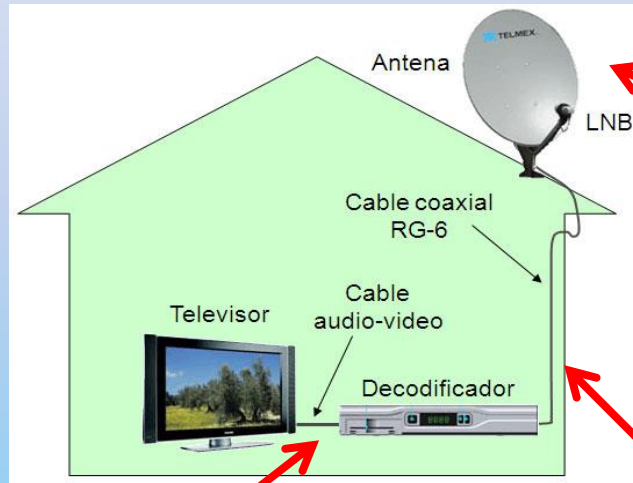 TELMEX
Antena
LNB
Cable coaxial
RG-6
Cable
audio-video
Televisor
Decodificador